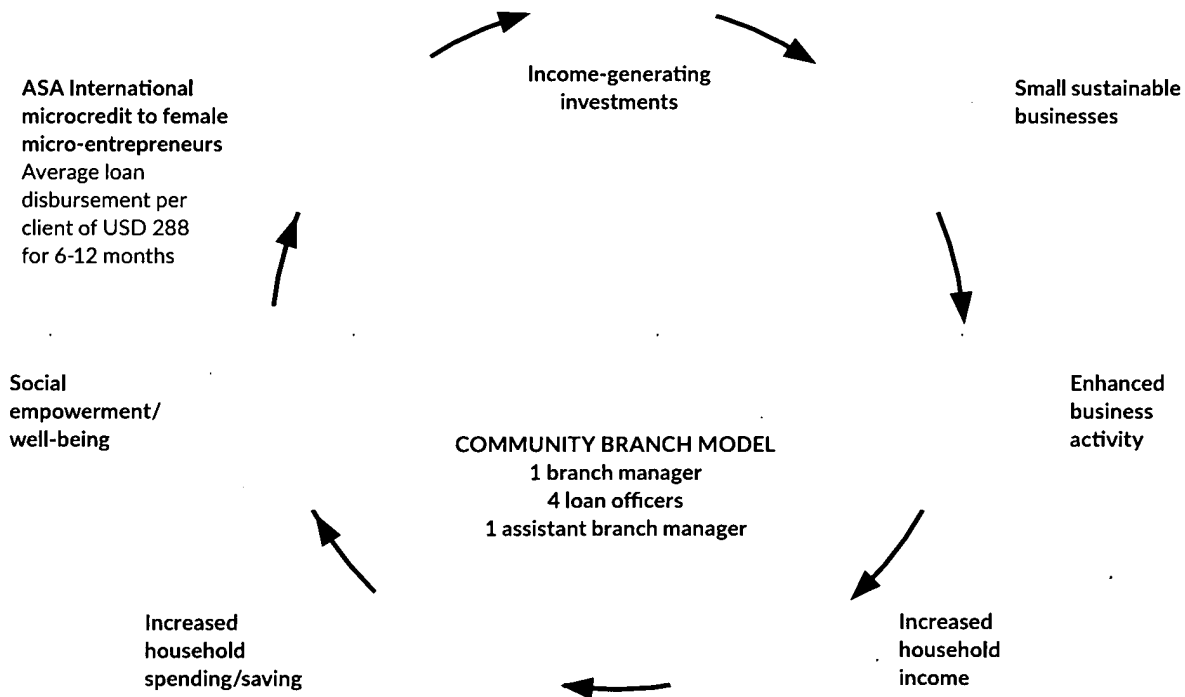 ASA International
microcredit to female
micro-entrepreneurs
Average loan
disbursement per
client of USD 288
for 6-12 months
Income-generating
investments
Small sustainable
businesses
Enhanced
business
activity
Increased
household
income
Increased
household
spending/saving
Social
empowerment/
well-being
COMMUNITY BRANCH MODEL
1 branch manager
4 loan officers
1 assistant branch manager